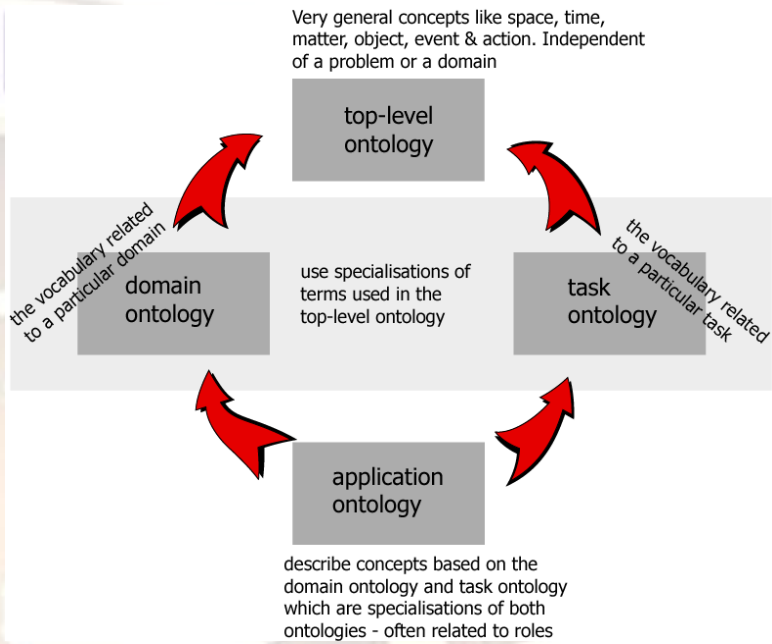 Very general concepts like space, time,
matter, object, event & action. Independent
of a problem or a domain
top-level
ontology
the vocabulary related
to a particular domain
domain
ontology
use specialisations of
terms used in the
top-level ontology
task
ontology
the vocabulary related
to a particular task
application
ontology
describe concepts based on the
domain ontology and task ontology
which are specialisations of both
ontologies - often related to roles